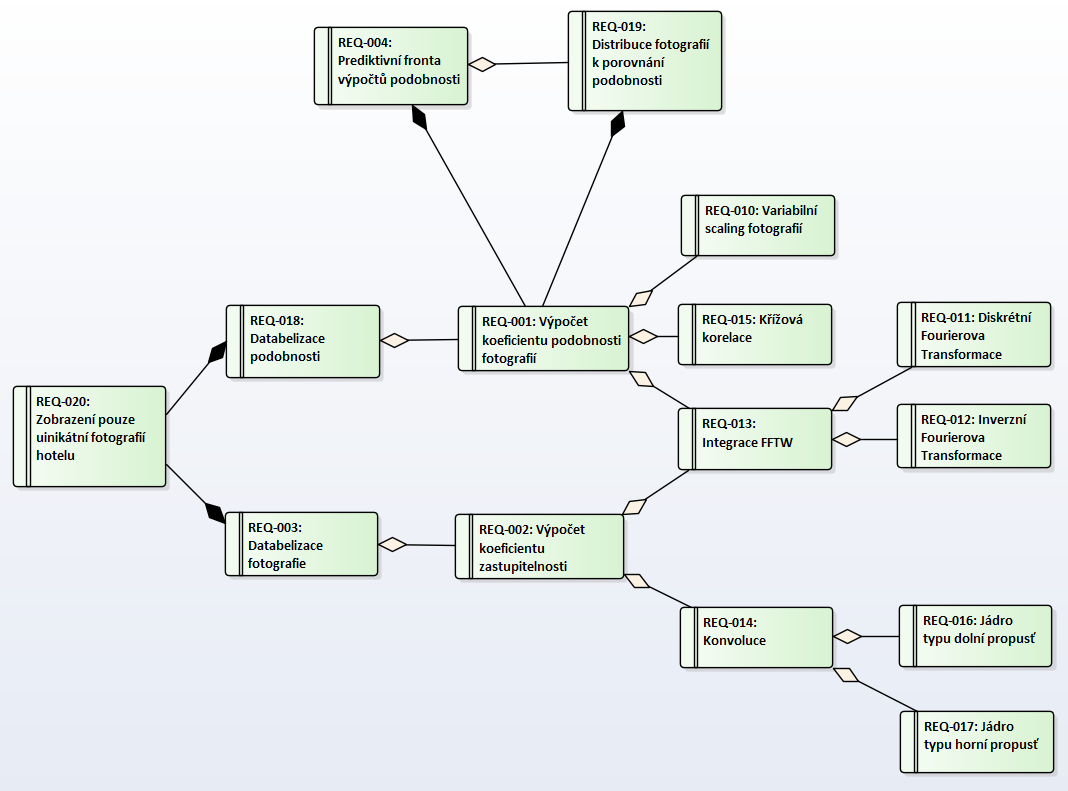 REQ-004:
Prediktivní fronta
výpočtů podobnosti
REQ-019:
Distribuce fotografií
k porovnání
podobnosti
REQ-010: Variabilní
scaling fotografií
REQ-018:
Databelizace
podobnosti
REQ-001: Výpočet
koeficientu podobnosti
fotografií
REQ-015: Křížová
korelace
REQ-011: Diskrétní
Fourierova
Transformace
REQ-020:
Zobrazení pouze
uinikátní fotografií
hotelu
REQ-013:
Integrace FFTW
REQ-012: Inverzní
Fourierova
Transformace
REQ-003:
Databelizace
fotografie
REQ-002: Výpočet
koeficientu
zastupitelnosti
REQ-014:
Konvoluce
REQ-016: Jádro
typu dolní propusť
REQ-017: Jádro
typu horní propusť